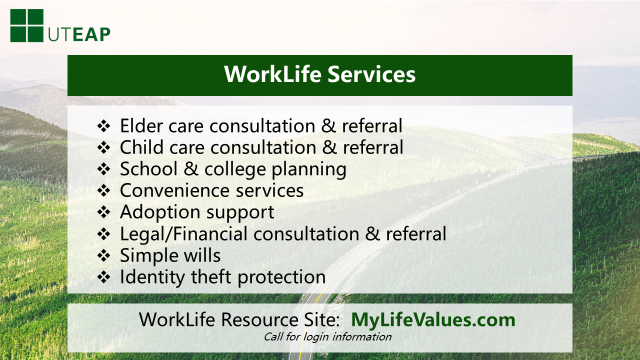 UTEAP
WorkLife Services
❖ Elder care consultation & referral
❖ Child care consultation & referral
❖ School & college planning
❖ Convenience services
❖ Adoption support
❖ Legal/Financial consultation & referral
❖ Simple wills
❖ Identity theft protection
WorkLife Resource Site: MyLifeValues.com
Call for login information